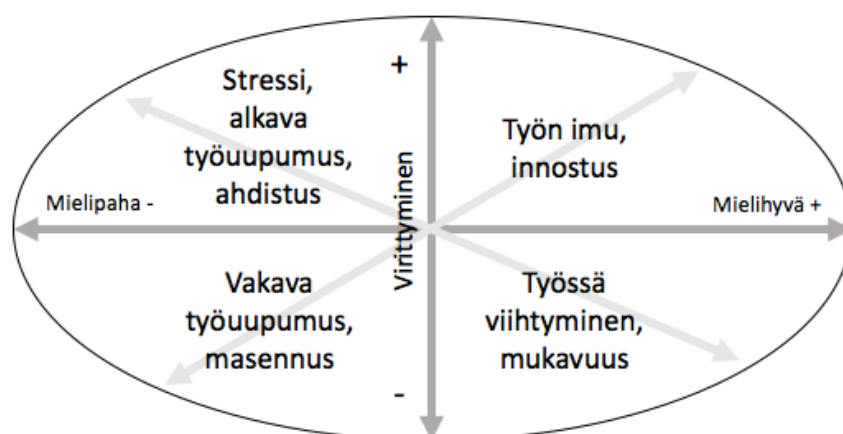 +
Stressi,
alkava
työuupumus,
ahdistus
Työn imu,
innostus
Mielipaha -
Virittyminen
Mielihyvä +
Vakava
työuupumus,
masennus
Työssä
viihtyminen,
mukavuus
-